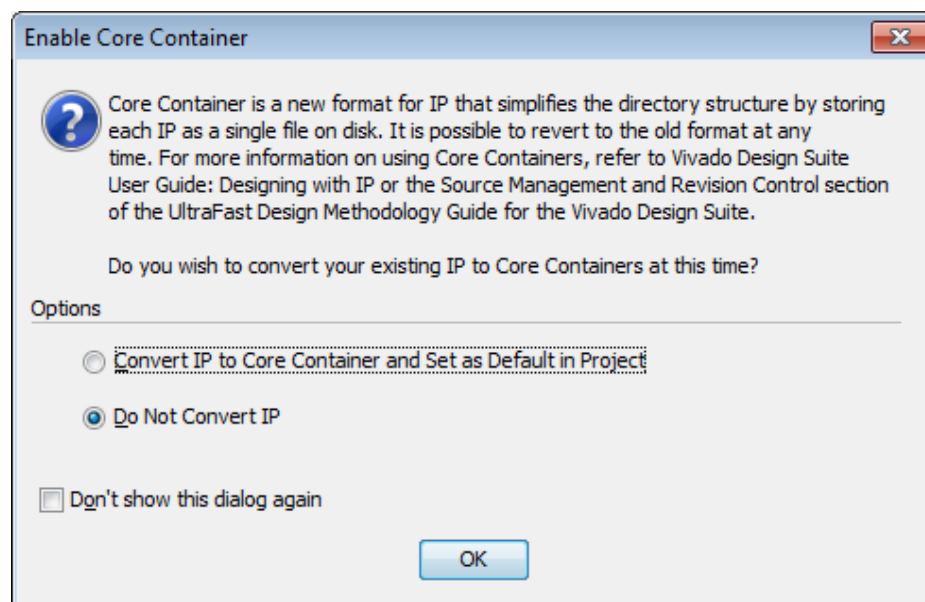 Enable Core Container
Core Container is a new format for IP that simplifies the directory structure by storing
each IP as a single file on disk. It is possible to revert to the old format at any
time. For more information on using Core Containers, refer to Vivado Design Suite
User Guide: Designing with IP or the Source Management and Revision Control section
of the UltraFast Design Methodology Guide for the Vivado Design Suite.
Do you wish to convert your existing IP to Core Containers at this time?
Options
Convert IP to Core Container and Set as Default in Project
Do Not Convert IP
Don't show this dialog again
OK